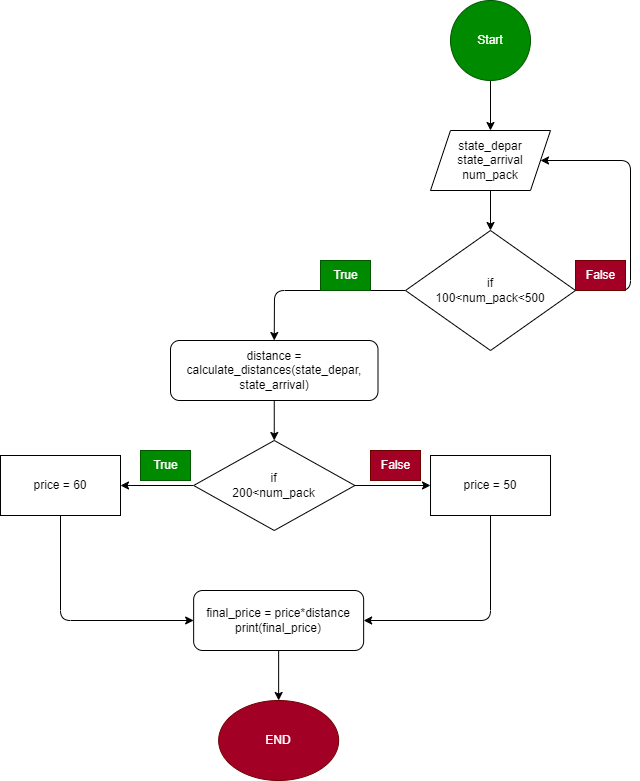 Start
state_depar
state_arrival
num_pack
True
False
if
100<num_pack<500
distance =
calculate_distances(state_depar,
state_arrival)
True
False
if
200<num_pack
price = 60
price = 50
final_price = price*distance
print(final_price)
END